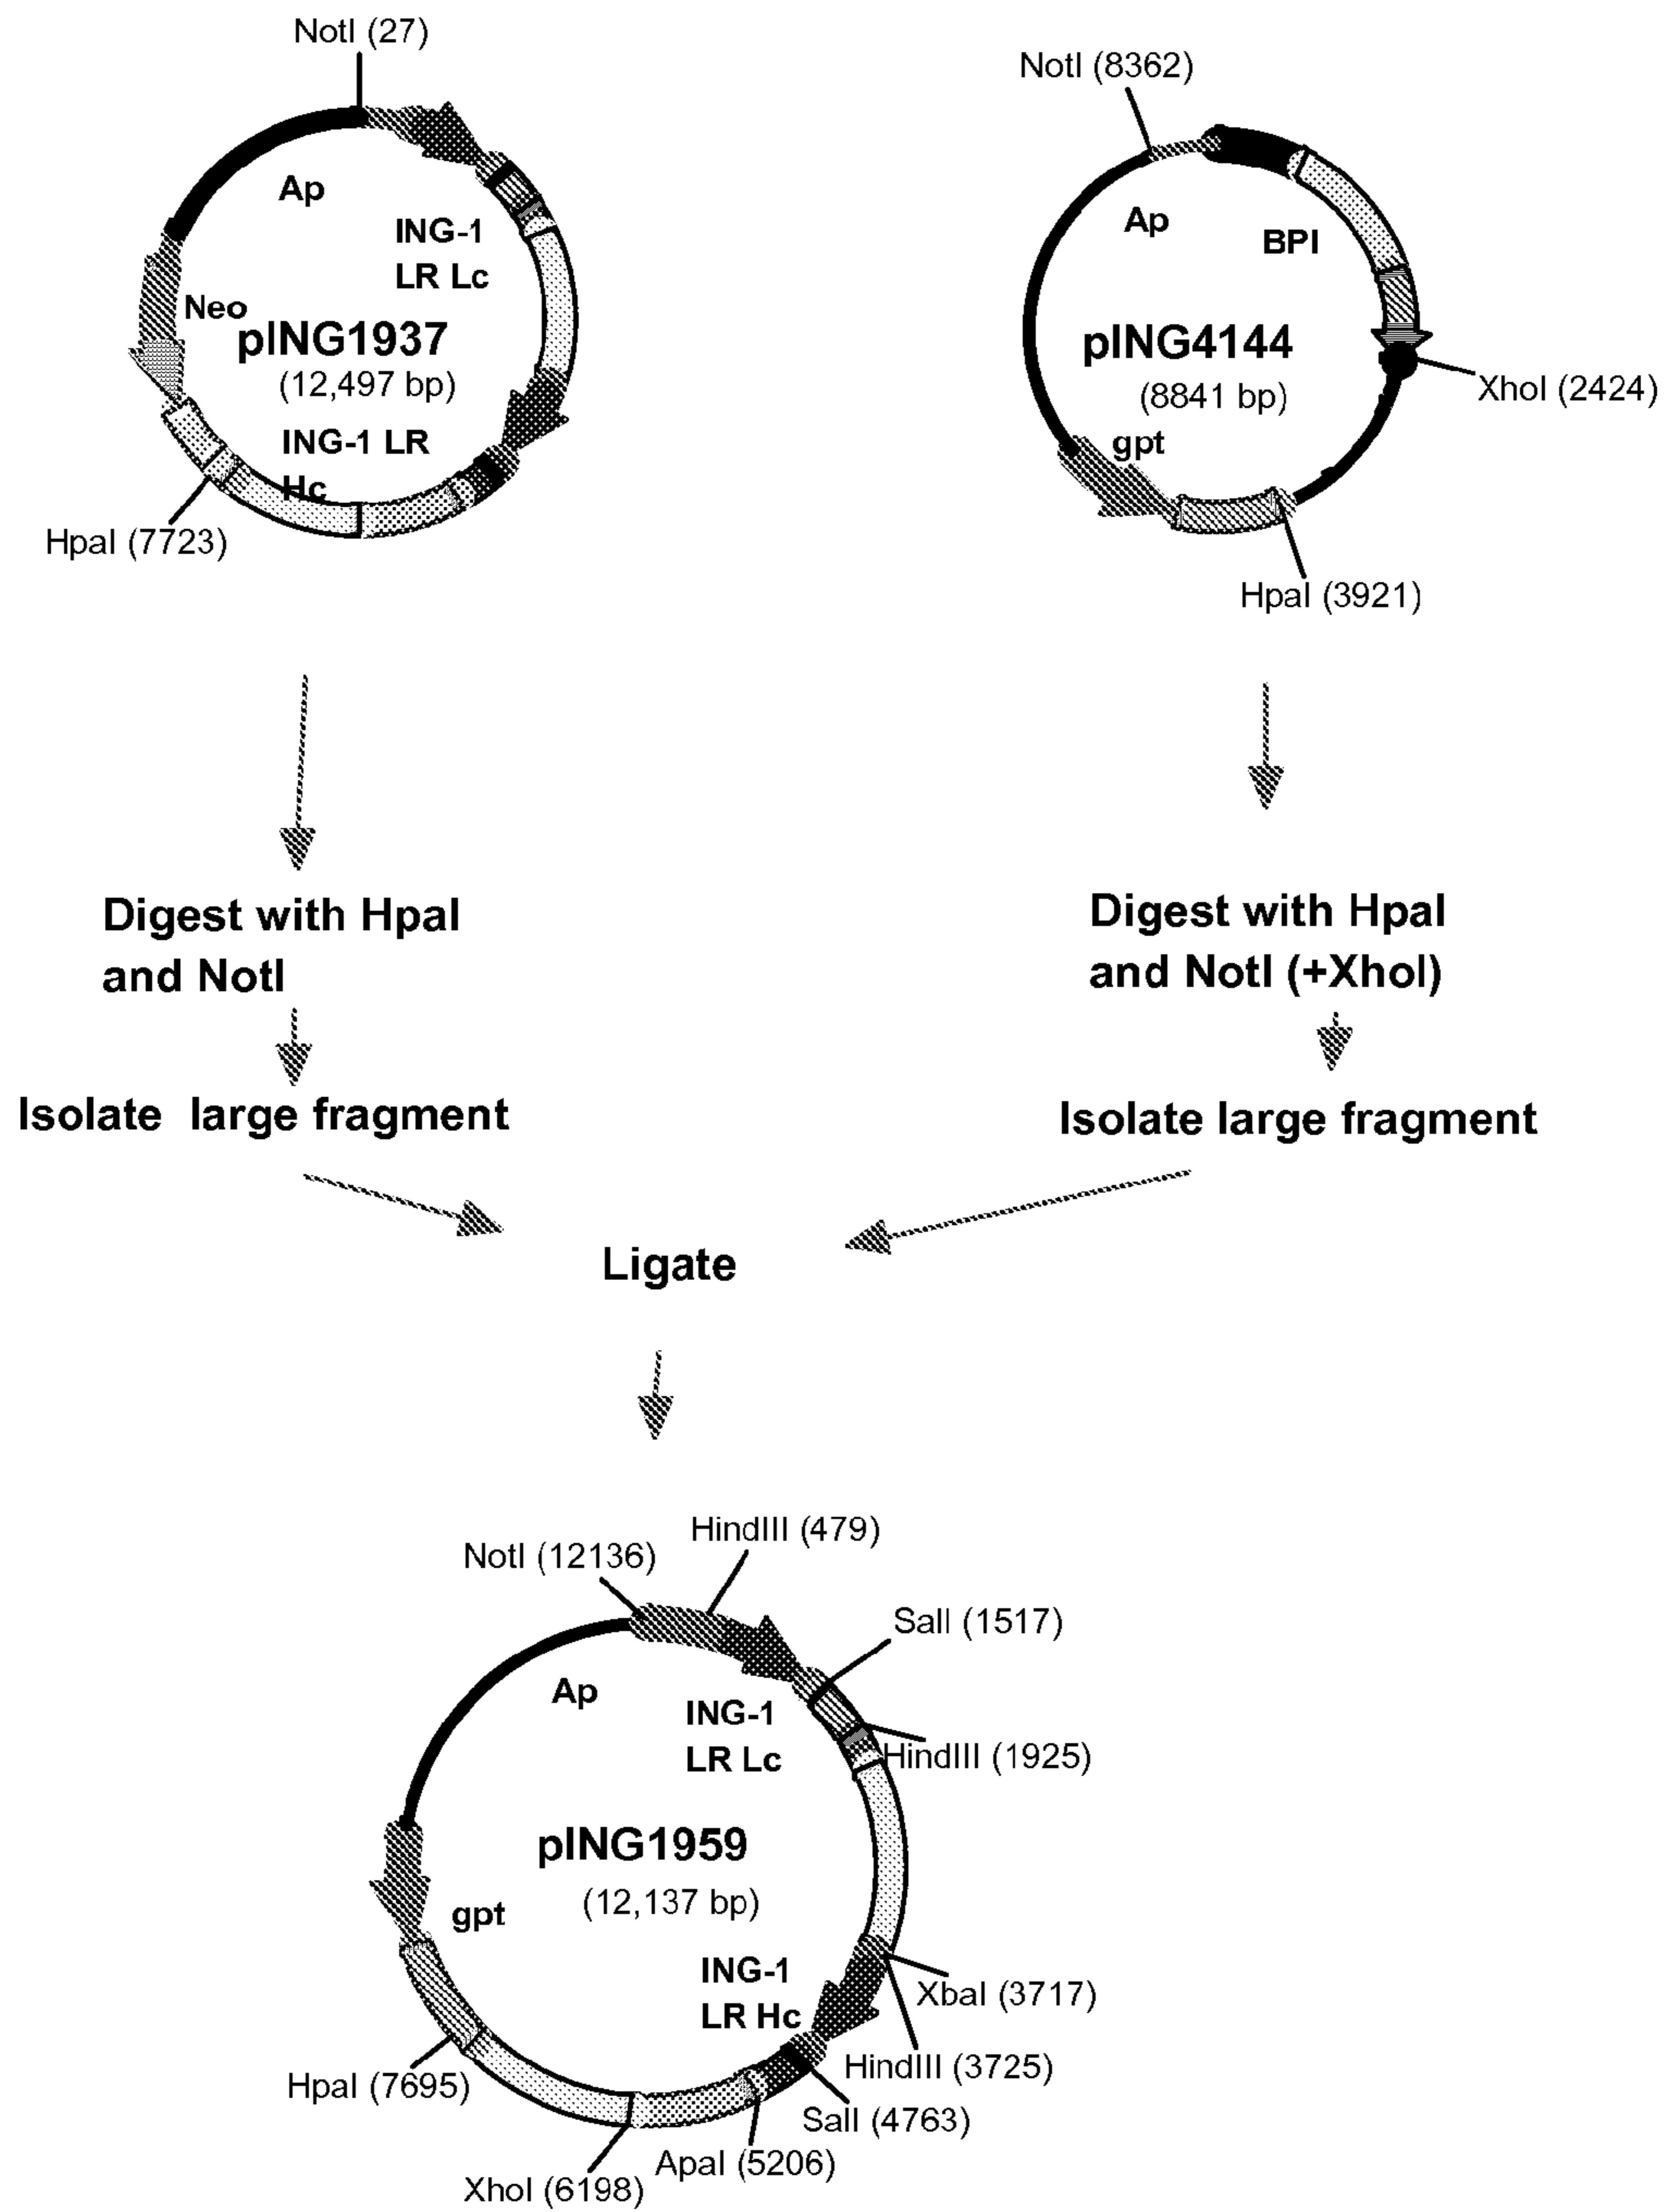 NotI (27)
Ap
ING-1
LR Lc
Neo
pING1937
(12,497 bp)
ING-1 LR
Hc
HpaI (7723)
NotI (8362)
Ap
BPI
pING4144
(8841 bp)
XhoI (2424)
gpt
HpaI (3921)
Digest with HpaI
and NotI
Isolate large fragment
Digest with HpaI
and NotI (+XhoI)
Isolate large fragment
Ligate
NotI (12136)
HindIII (479)
SalI (1517)
Ap
ING-1
LR Lc
HindIII (1925)
pING1959
(12,137 bp)
gpt
ING-1
LR Hc
XbaI (3717)
HindIII (3725)
HpaI (7695)
SalI (4763)
ApaI (5206)
XhoI (6198)